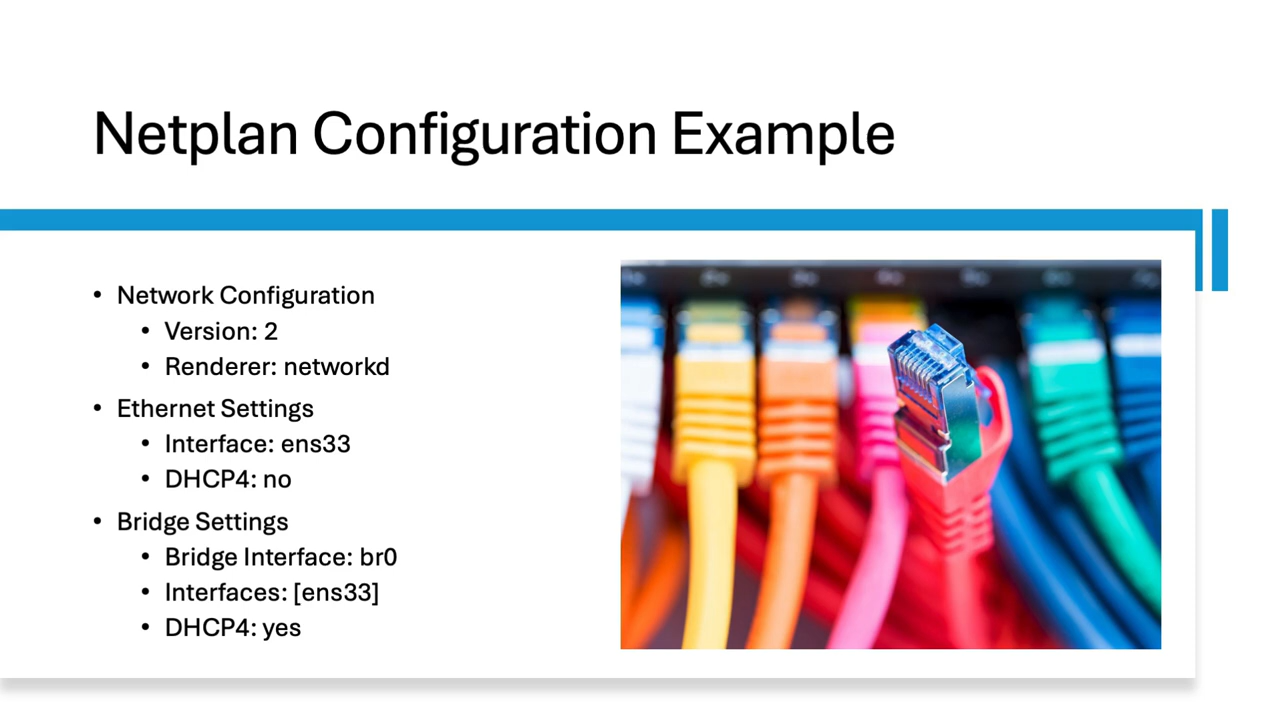 Netplan Configuration Example
• Network Configuration
• Version: 2
• Renderer: networkd
• Ethernet Settings
• Interface: ens33
• DHCP4: no
• Bridge Settings
• Bridge Interface: br0
• Interfaces: [ens33]
• DHCP4: yes